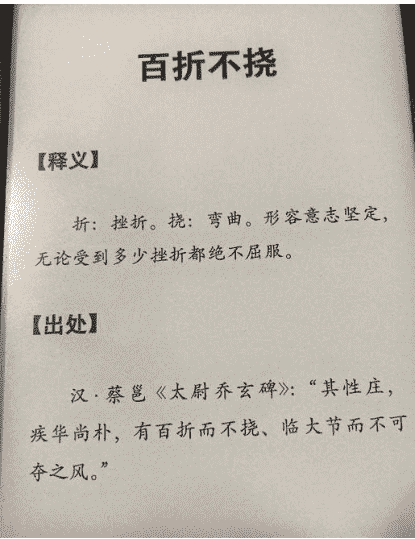 百折不挠
【释义】
折：挫折。挠：弯曲。形容意志坚定，
无论受到多少挫折都绝不屈服。
【出处】
汉·蔡邕《太尉乔玄碑》：“其性庄，
疾华尚朴，有百折而不挠、临大节而不可
夺之风。”